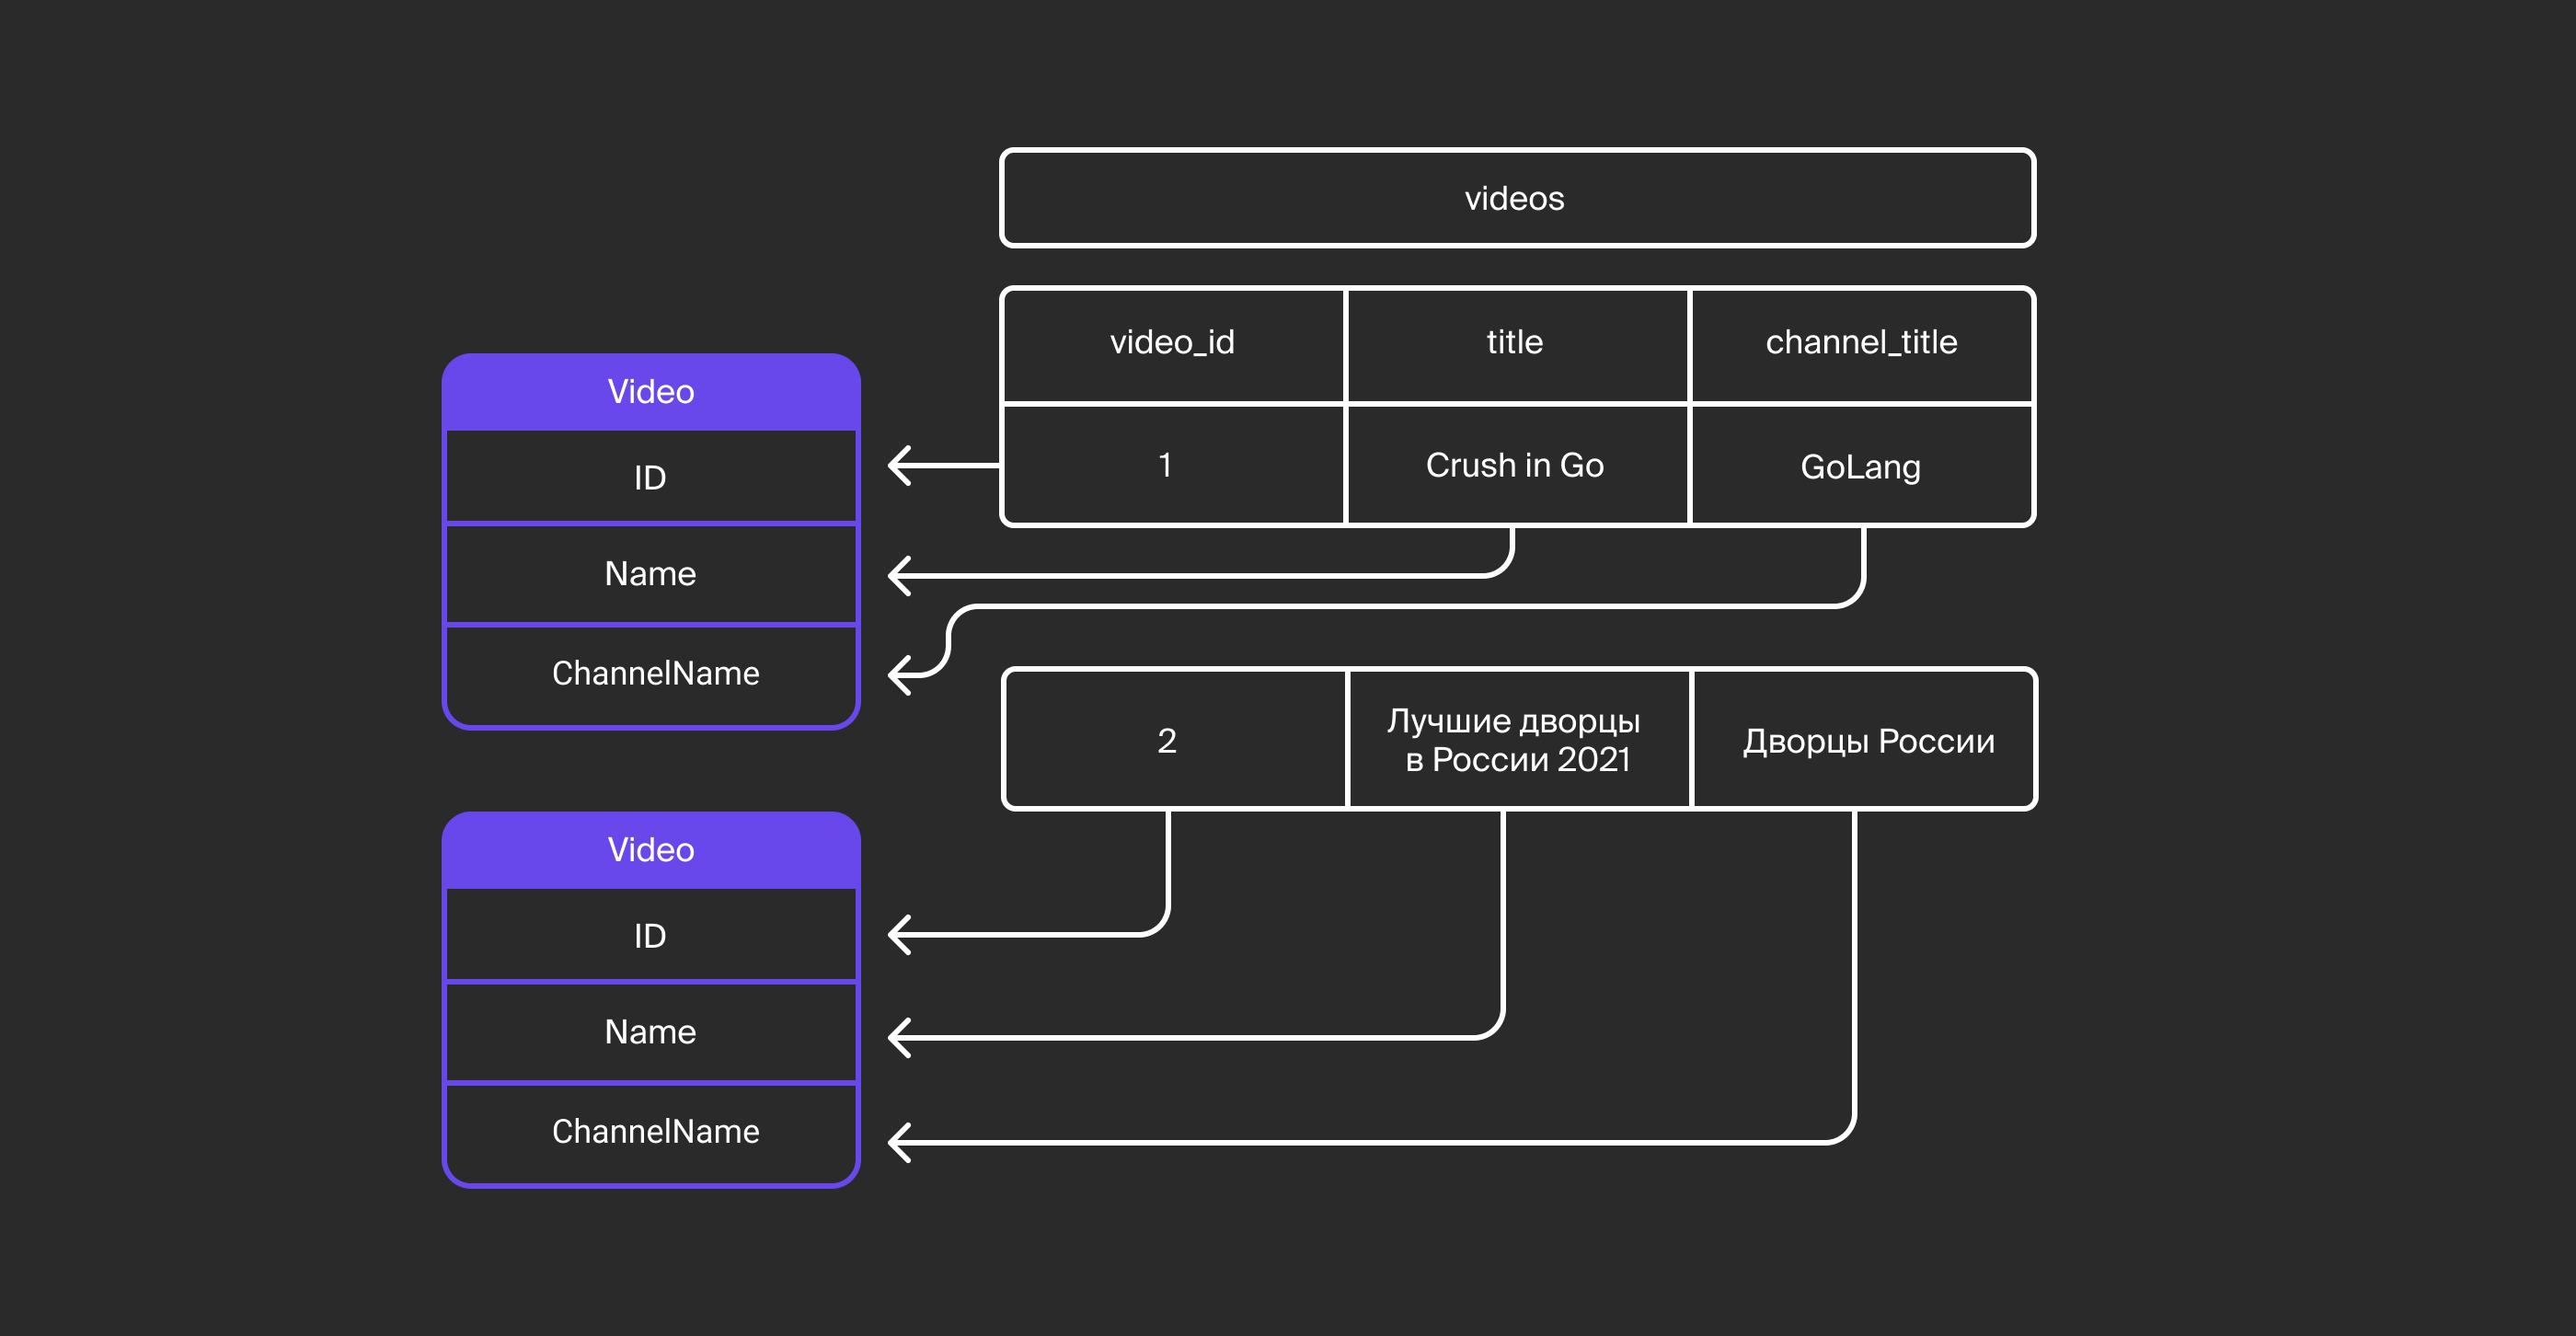 videos
video_id
title
channel_title
1
Crush in Go
GoLang
Video
ID
Name
ChannelName
2
Лучшие дворцы
в России 2021
Дворцы России
Video
ID
Name
ChannelName